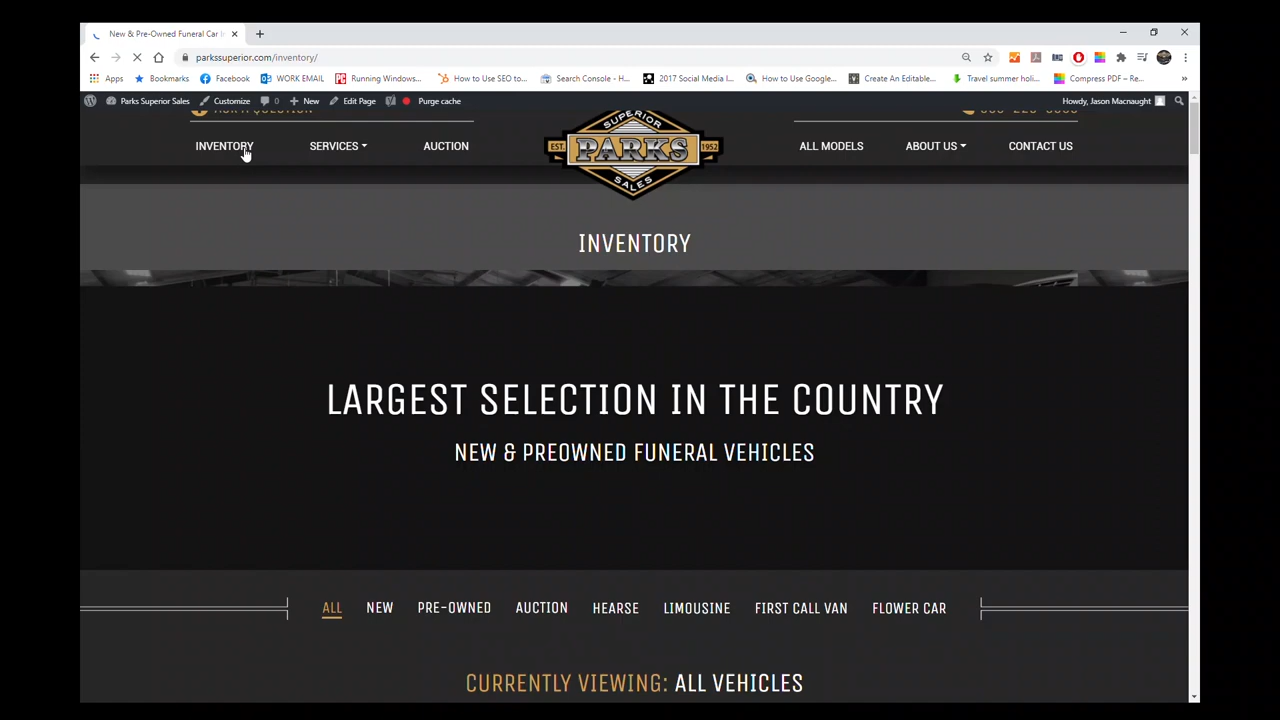 New & Pre-Owned Funeral Car I
parkssuperior.com/inventory/
Apps Bookmarks Facebook WORK EMAIL Running Windows... How to Use SEO to... Search Console - H... 2017 Social Media I... How to Use Google... Create An Editable... Travel summer holi... Compress PDF – Re... »
Parks Superior Sales Customize 0 New Edit Page Purge cache Howdy, Jason Macnaught
ASK A QUESTION
INVENTORY SERVICES AUCTION ALL MODELS ABOUT US CONTACT US
SUPERIOR
EST. PARKS 1952
SALES
INVENTORY
LARGEST SELECTION IN THE COUNTRY
NEW & PREOWNED FUNERAL VEHICLES
ALL NEW PRE-OWNED AUCTION HEARSE LIMOUSINE FIRST CALL VAN FLOWER CAR
CURRENTLY VIEWING: ALL VEHICLES